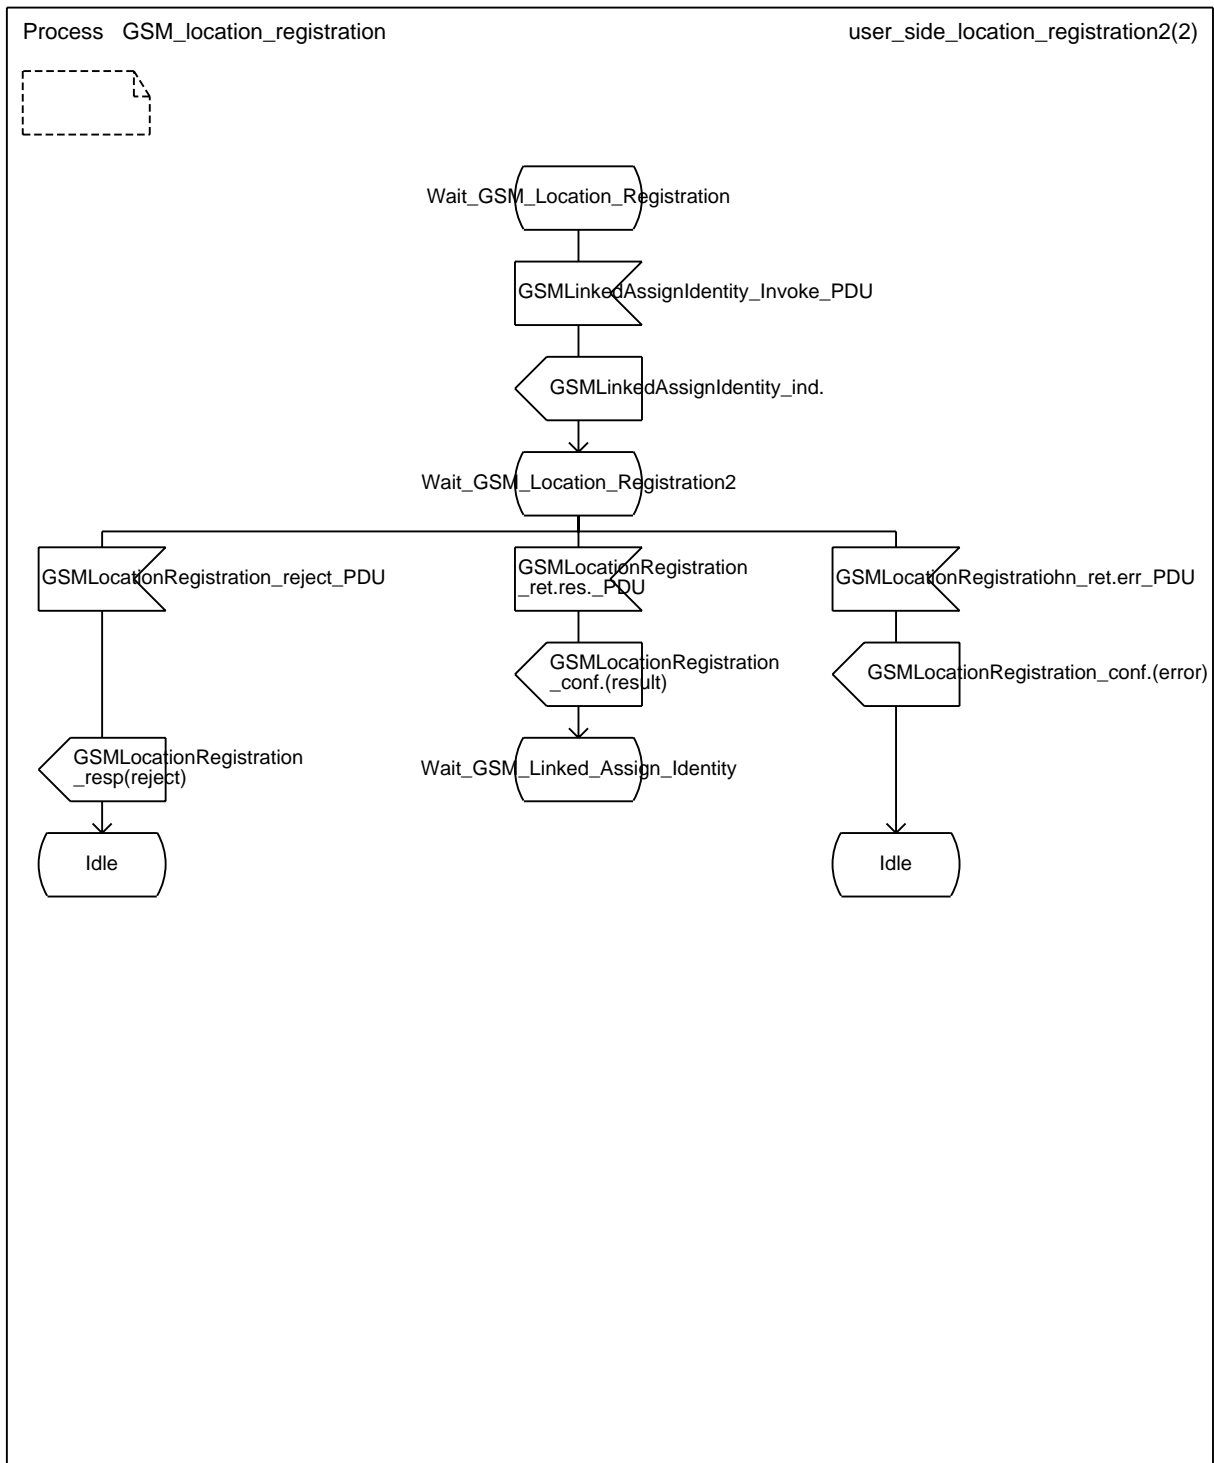 Process GSM_location_registration
user_side_location_registration2(2)
Wait_GSM_Location_Registration
GSMLinkedAssignIdentity_Invoke_PDU
GSMLinkedAssignIdentity_ind.
Wait_GSM_Location_Registration2
GSMLocationRegistration_reject_PDU
GSMLocationRegistration
_ret.res._PDU
GSMLocationRegistratiohn_ret.err_PDU
GSMLocationRegistration
_conf.(result)
GSMLocationRegistration_conf.(error)
GSMLocationRegistration
_resp(reject)
Wait_GSM_Linked_Assign_Identity
Idle
Idle